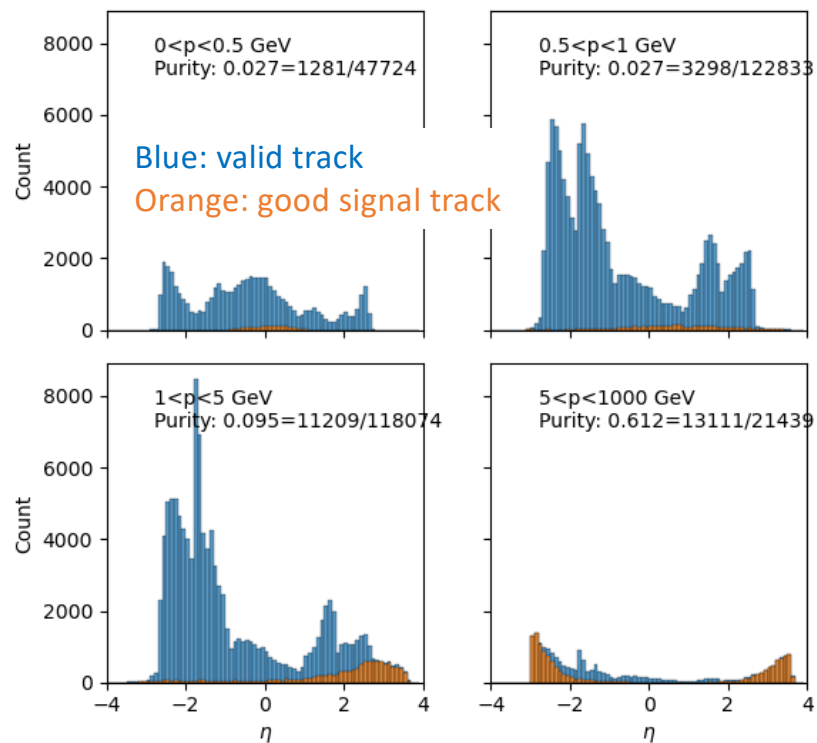 0<p<0.5 GeV
Purity: 0.027=1281/47724
0.5<p<1 GeV
Purity: 0.027=3298/122833
Blue: valid track
Orange: good signal track
Count
8000
6000
4000
2000
0
1<p<5 GeV
Purity: 0.095=11209/118074
5<p<1000 GeV
Purity: 0.612=13111/21439
Count
8000
6000
4000
2000
0
−4 −2 0 2 4
η
−4 −2 0 2 4
η